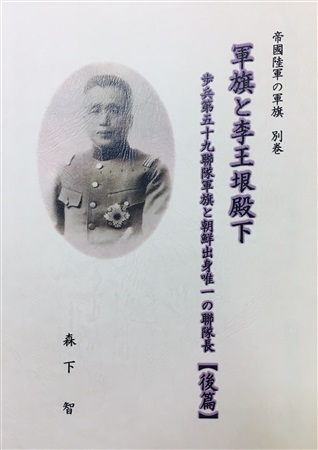 帝國陸軍の軍旗　別巻
軍旗と李王垠殿下
歩兵第五十九聯隊軍旗と朝鮮出身唯一の聯隊長【後篇】
森下　智